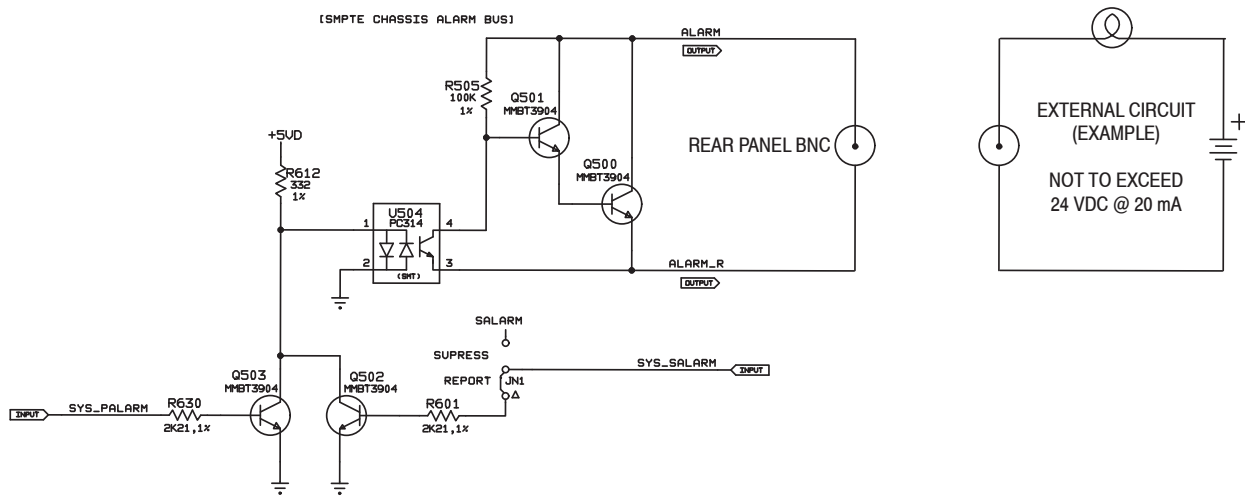 [SMPTE CHASSIS ALARM BUS]
ALARM
OUTPUT
R505
100K
1%
Q501
MMBT3904
+5VD
REAR PANEL BNC
EXTERNAL CIRCUIT
(EXAMPLE)
NOT TO EXCEED
24 VDC @ 20 mA
+
R612
332
1%
Q500
MMBT3904
U504
PC314
1
4
2
3
(SMT)
ALARM_R
OUTPUT
SALARM
SUPRESS
SYS_SALARM
INPUT
REPORT
JN1
Q503
MMBT3904
Q502
MMBT3904
INPUT
SYS_PALARM
R630
2K21,1%
R601
2K21,1%